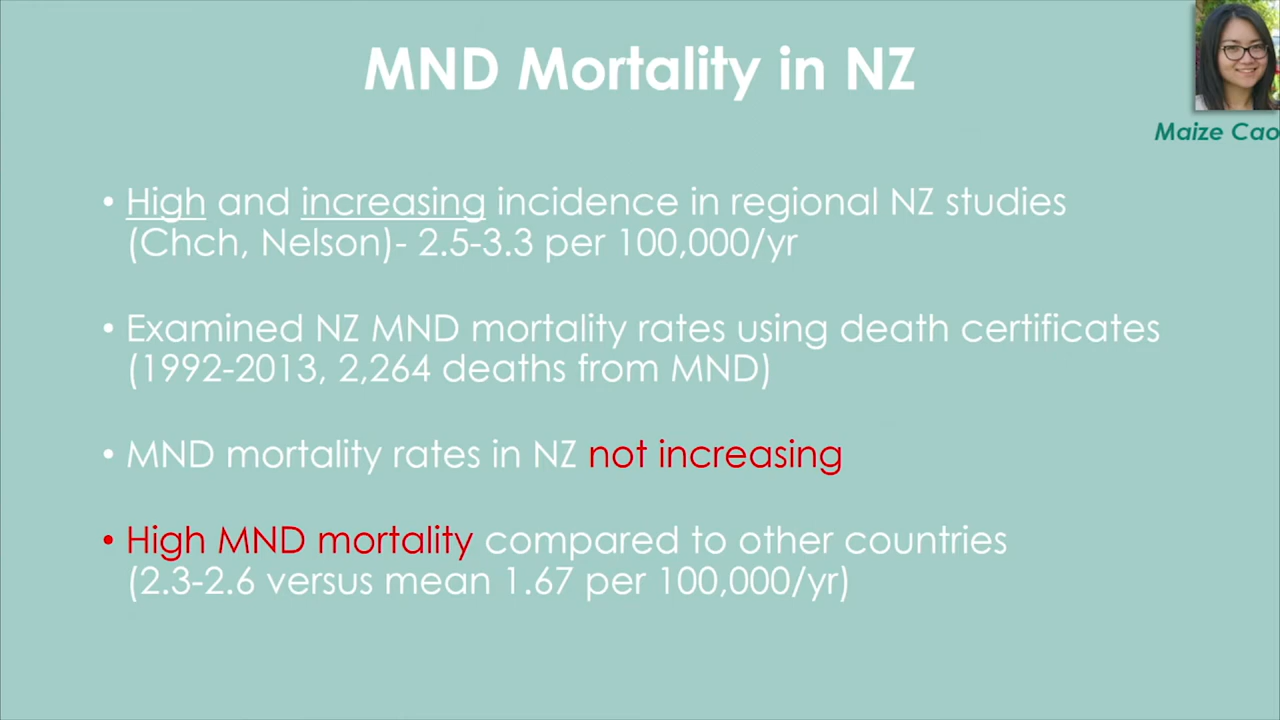 MND Mortality in NZ
Maize Cao
• High and increasing incidence in regional NZ studies
(Chch, Nelson)- 2.5-3.3 per 100,000/yr
• Examined NZ MND mortality rates using death certificates
(1992-2013, 2,264 deaths from MND)
• MND mortality rates in NZ not increasing
• High MND mortality compared to other countries
(2.3-2.6 versus mean 1.67 per 100,000/yr)